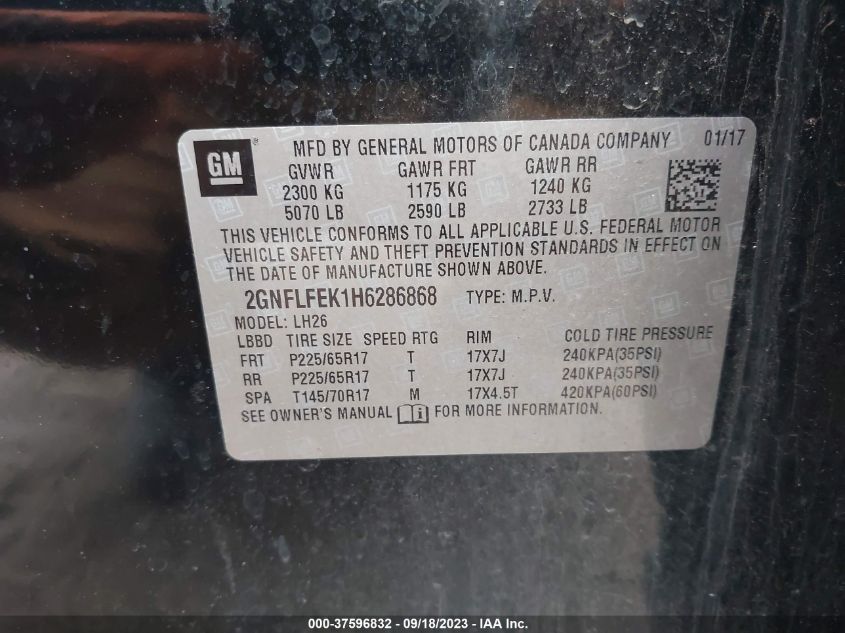 GM
MFD BY GENERAL MOTORS OF CANADA COMPANY 01/17
GVWR GAWR FRT GAWR RR
2300 KG 1175 KG 1240 KG
5070 LB 2590 LB 2733 LB
THIS VEHICLE CONFORMS TO ALL APPLICABLE U.S. FEDERAL MOTOR
VEHICLE SAFETY AND THEFT PREVENTION STANDARDS IN EFFECT ON
THE DATE OF MANUFACTURE SHOWN ABOVE.
2GNFLFEK1H6286868 TYPE: M.P.V.
MODEL: LH26
LBBD TIRE SIZE SPEED RTG RIM COLD TIRE PRESSURE
FRT P225/65R17 T 17X7J 240KPA(35PSI)
RR P225/65R17 T 17X7J 240KPA(35PSI)
SPA T145/70R17 M 17X4.5T 420KPA(60PSI)
SEE OWNER'S MANUAL i FOR MORE INFORMATION.
000-37596832 - 09/18/2023 - IAA Inc.